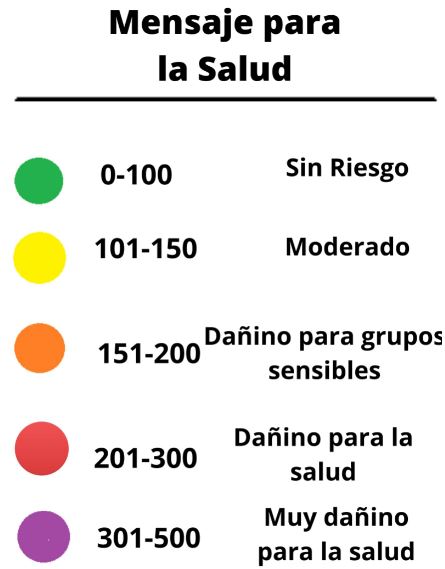 Mensaje para
la Salud
0-100 Sin Riesgo
101-150 Moderado
151-200 Dañino para grupos
sensibles
201-300 Dañino para la
salud
301-500 Muy dañino
para la salud